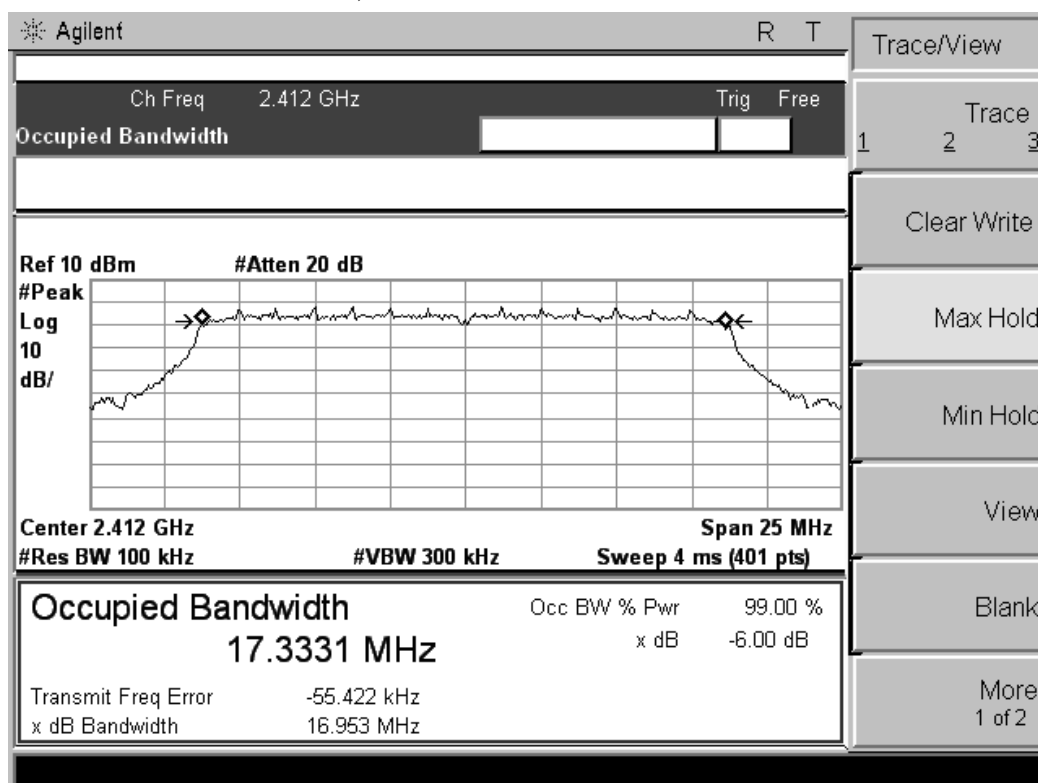 Agilent R T
Trace/View
Ch Freq 2.412 GHz Trig Free
Occupied Bandwidth
Trace
1 2 3
Clear Write
Ref 10 dBm #Atten 20 dB
#Peak
Log
10
dB/
Max Hold
Min Hold
View
Center 2.412 GHz Span 25 MHz
#Res BW 100 kHz #VBW 300 kHz Sweep 4 ms (401 pts)
Occupied Bandwidth
17.3331 MHz
Occ BW % Pwr 99.00 %
x dB -6.00 dB
Transmit Freq Error -55.422 kHz
x dB Bandwidth 16.953 MHz
Blank
More
1 of 2